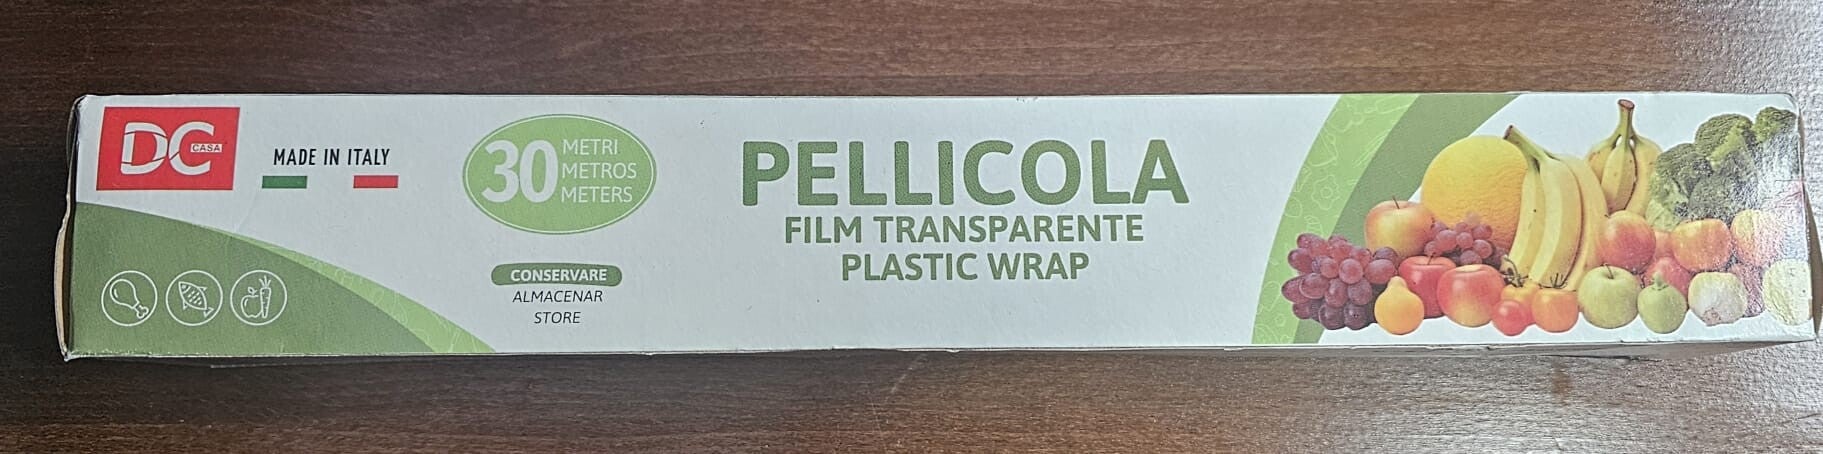 DC
CASA
MADE IN ITALY
30
METRI
METROS
METERS
CONSERVARE
ALMACENAR
STORE
PELLICOLA
FILM TRANSPARENTE
PLASTIC WRAP